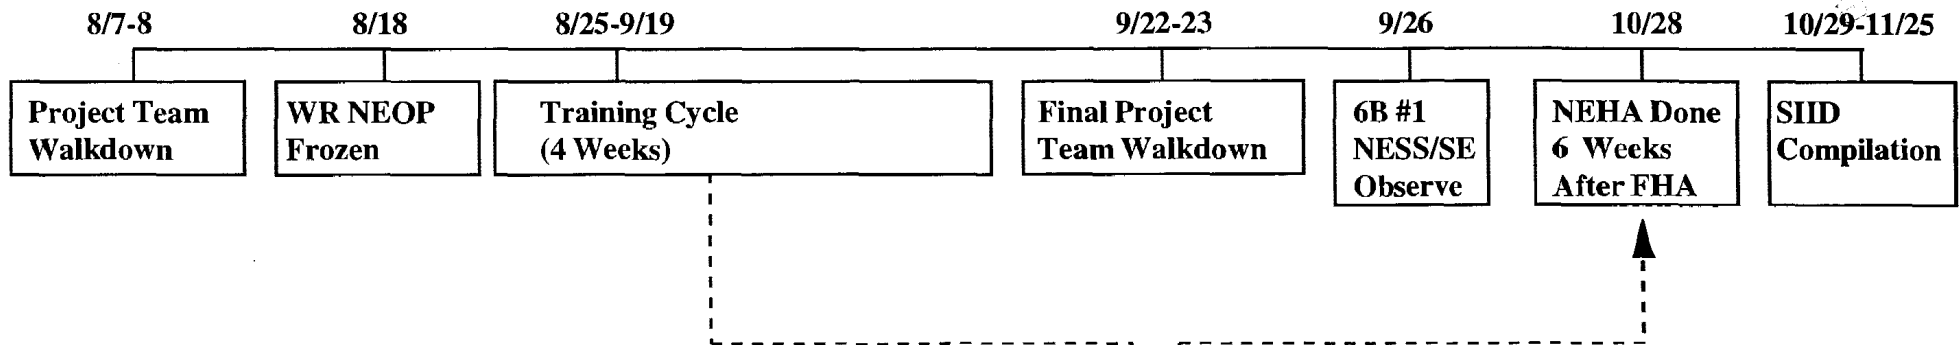 8/7-8
8/18
8/25-9/19
9/22-23
9/26
10/28
10/29-11/25
Project Team
Walkdown
WR NEOP
Frozen
Training Cycle
(4 Weeks)
Final Project
Team Walkdown
6B #1
NESS/SE
Observe
NEHA Done
6 Weeks
After FHA
SIID
Compilation